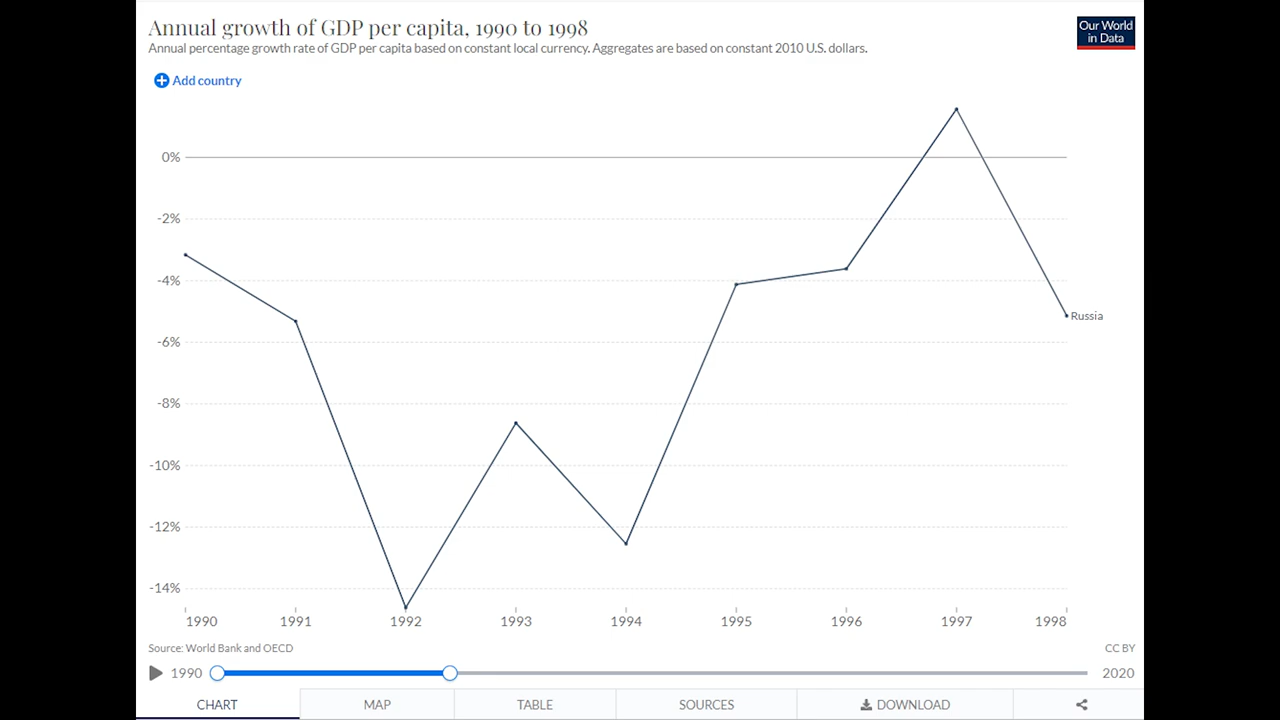 Annual growth of GDP per capita, 1990 to 1998
Annual percentage growth rate of GDP per capita based on constant local currency. Aggregates are based on constant 2010 U.S. dollars.
Our World
in Data
Add country
0%
-2%
-4%
-6%
-8%
-10%
-12%
-14%
Russia
1990 1991 1992 1993 1994 1995 1996 1997 1998
Source: World Bank and OECD CC BY
1990 2020
CHART MAP TABLE SOURCES DOWNLOAD